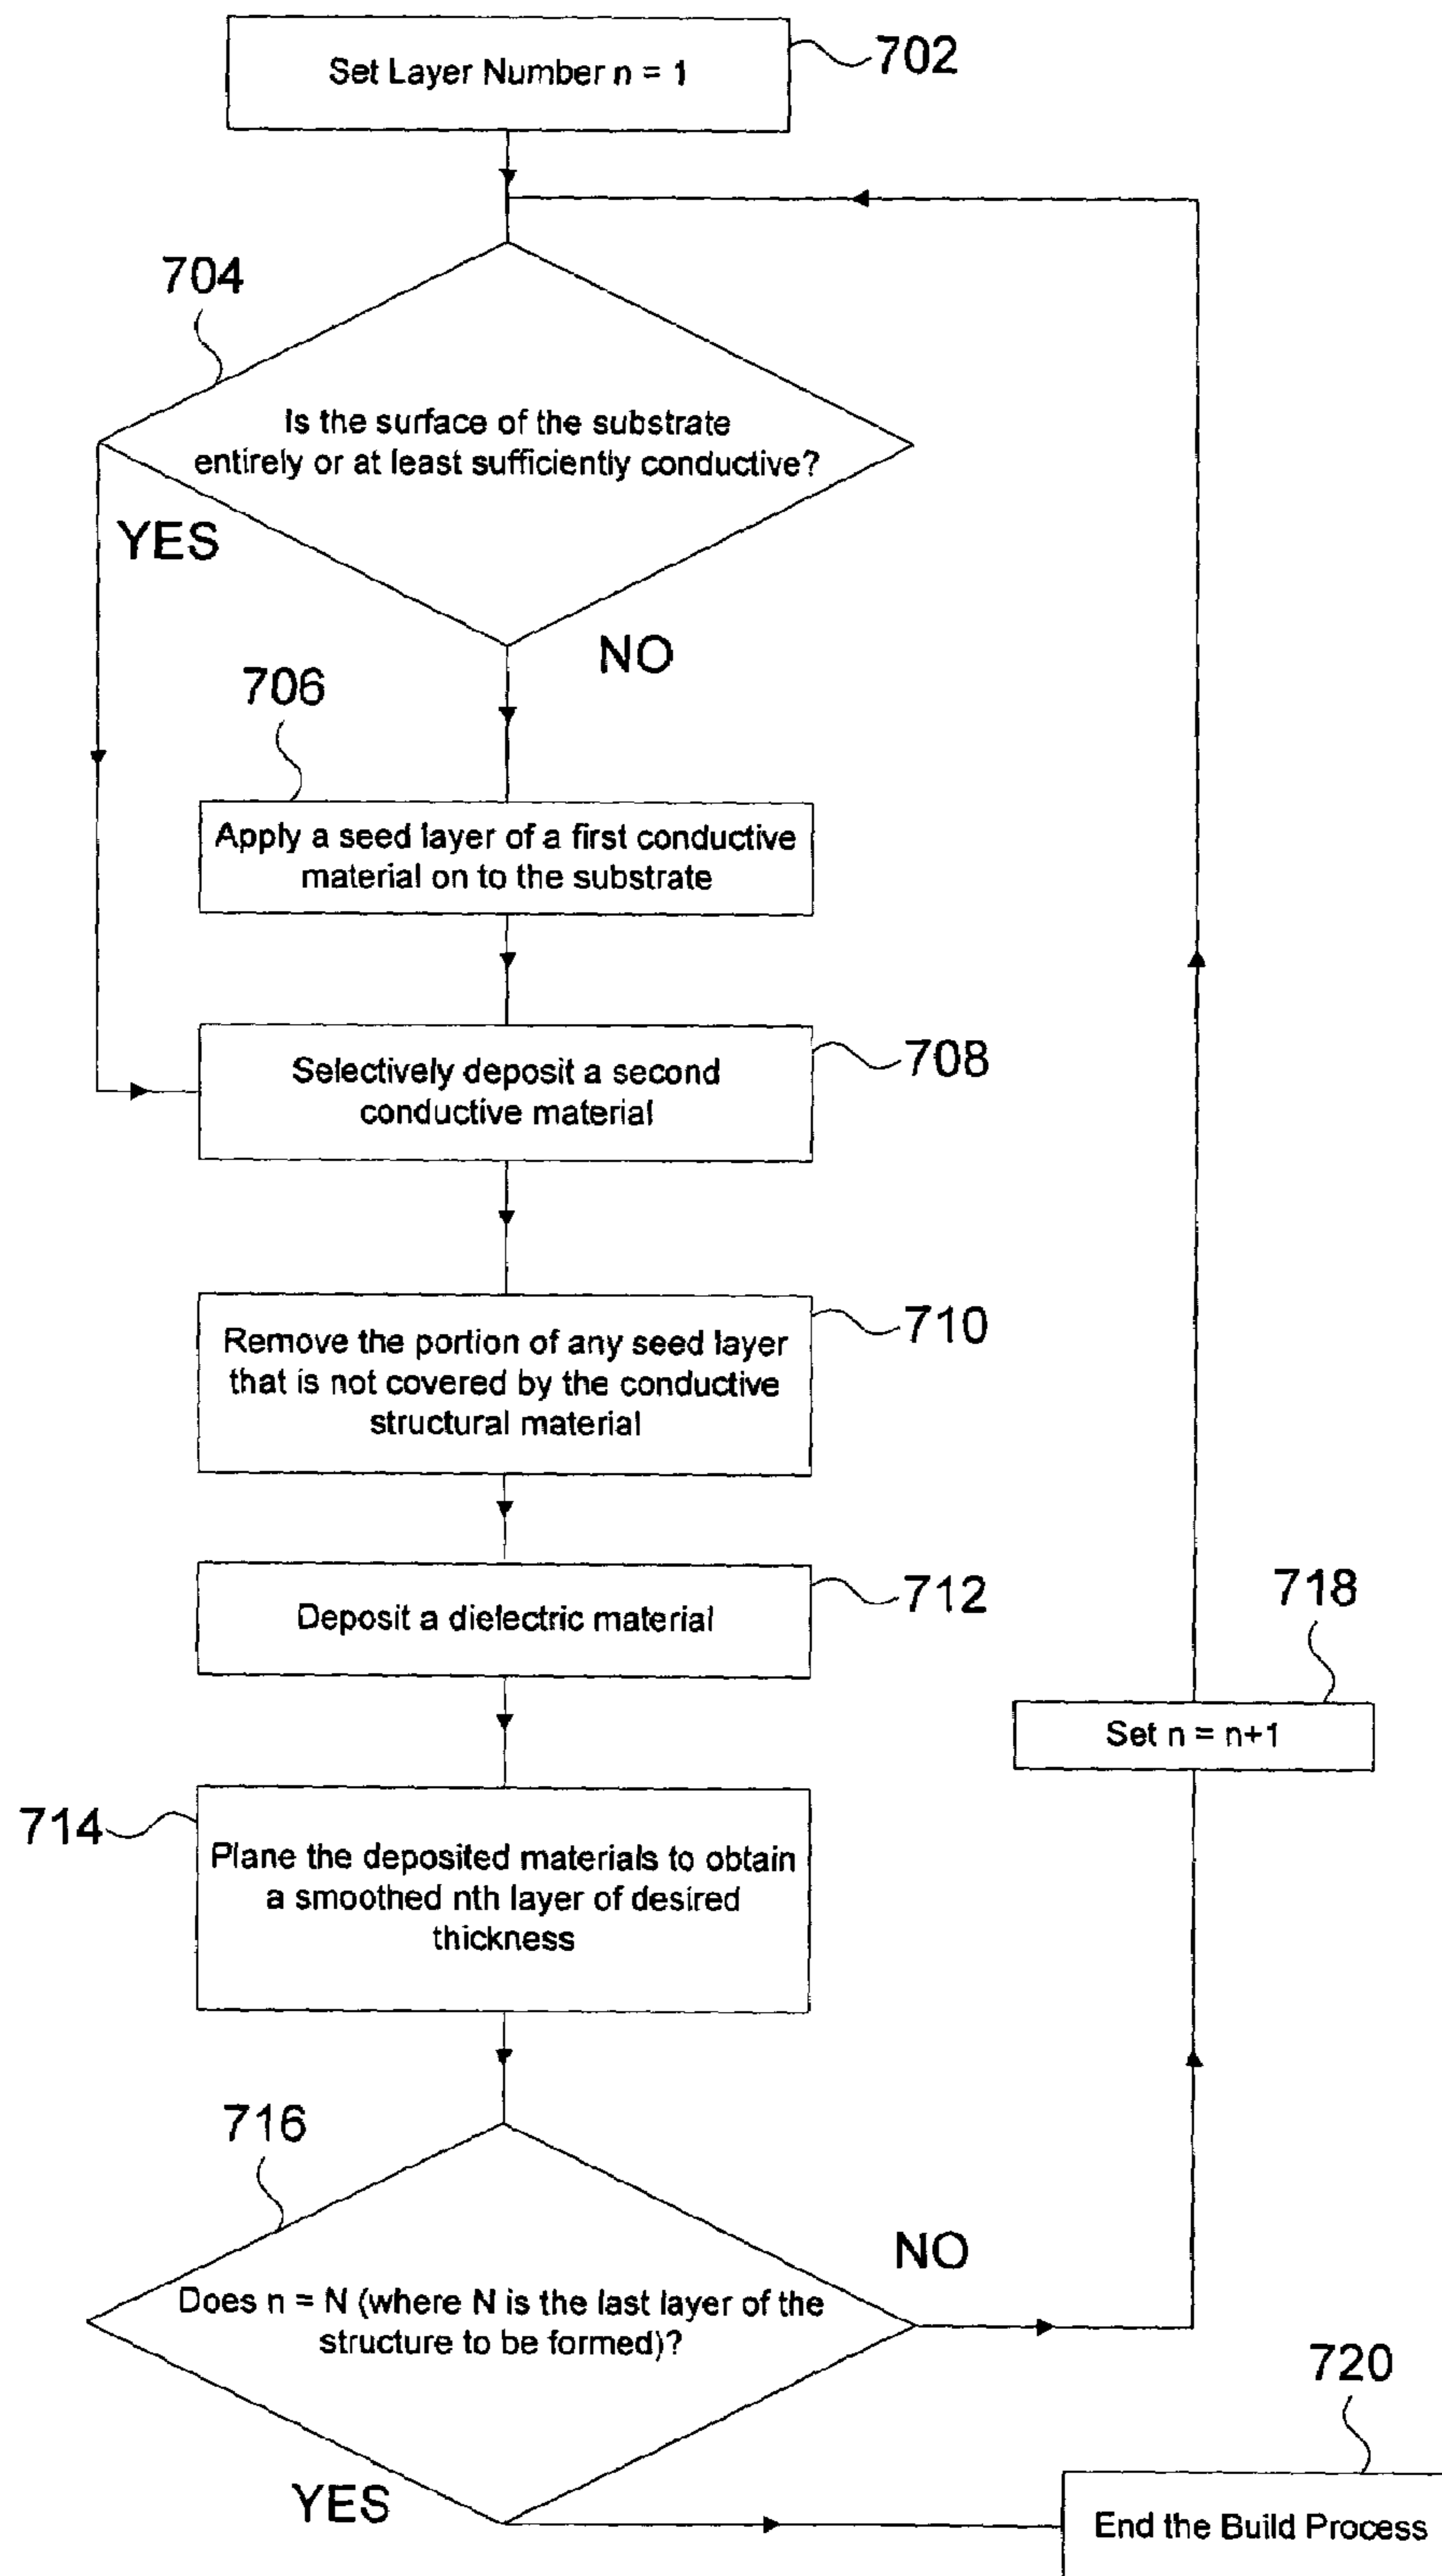 Set Layer Number n = 1
702
704
Is the surface of the substrate
entirely or at least sufficiently conductive?
YES
NO
706
Apply a seed layer of a first conductive
material on to the substrate
Selectively deposit a second
conductive material
708
Remove the portion of any seed layer
that is not covered by the conductive
structural material
710
Deposit a dielectric material
712
718
Set n = n+1
714
Plane the deposited materials to obtain
a smoothed nth layer of desired
thickness
716
Does n = N (where N is the last layer of the
structure to be formed)?
NO
YES
720
End the Build Process